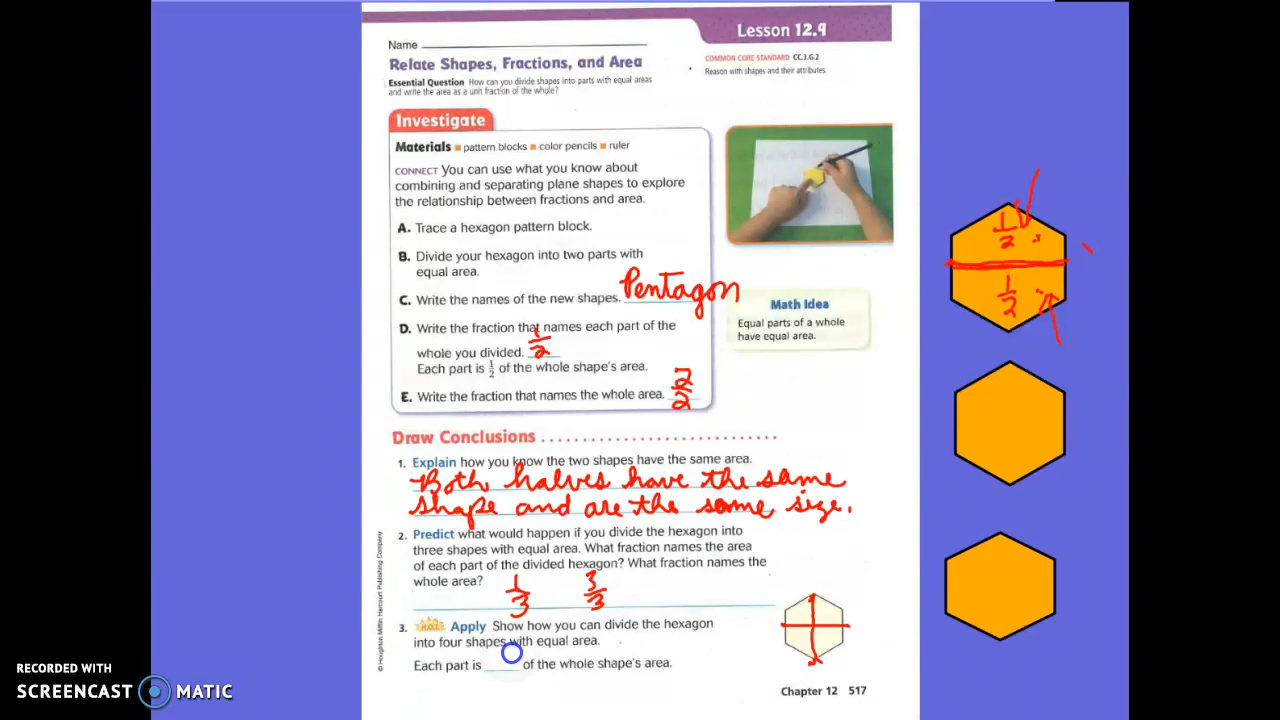 Lesson 12.9
Name
COMMON CORE STANDARD CC.3.G.2
Reason with shapes and their attributes.
Relate Shapes, Fractions, and Area
Essential Question How can you divide shapes into parts with equal areas
and write the area as a unit fraction of the whole?
Investigate
Materials ■ pattern blocks ■ color pencils ■ ruler
CONNECT You can use what you know about
combining and separating plane shapes to explore
the relationship between fractions and area.
A. Trace a hexagon pattern block.
B. Divide your hexagon into two parts with
equal area.
C. Write the names of the new shapes. Pentagon
D. Write the fraction that names each part of the
whole you divided. 1/2
Each part is 1/2 of the whole shape's area.
E. Write the fraction that names the whole area. 2/2
Math Idea
Equal parts of a whole
have equal area.
1/2
1/2
Draw Conclusions
1. Explain how you know the two shapes have the same area.
Both halves have the same
shape and are the same size.
2. Predict what would happen if you divide the hexagon into
three shapes with equal area. What fraction names the area
of each part of the divided hexagon? What fraction names the
whole area?
1/3 3/3
3. H.O.T. Apply Show how you can divide the hexagon
into four shapes with equal area.
Each part is ____ of the whole shape's area.
© Houghton Mifflin Harcourt Publishing Company
Chapter 12 517
RECORDED WITH
SCREENCAST MATIC